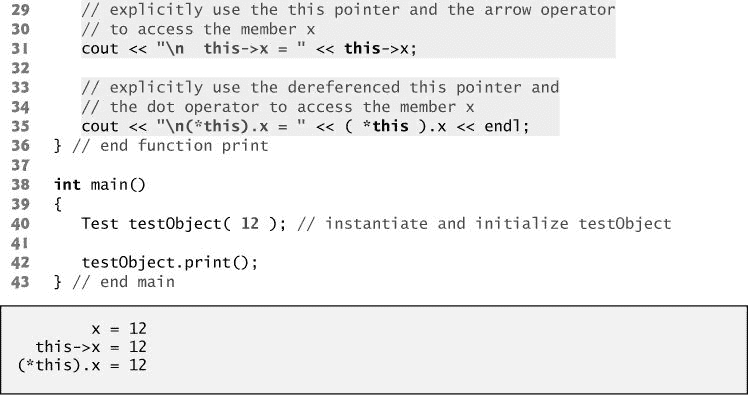 29 // explicitly use the this pointer and the arrow operator
30 // to access the member x
31 cout << "\n  this->x = " << this->x;
32
33 // explicitly use the dereferenced this pointer and
34 // the dot operator to access the member x
35 cout << "\n(*this).x = " << ( *this ).x << endl;
36 } // end function print
37
38 int main()
39 {
40 Test testObject( 12 ); // instantiate and initialize testObject
41
42 testObject.print();
43 } // end main
x = 12
this->x = 12
(*this).x = 12